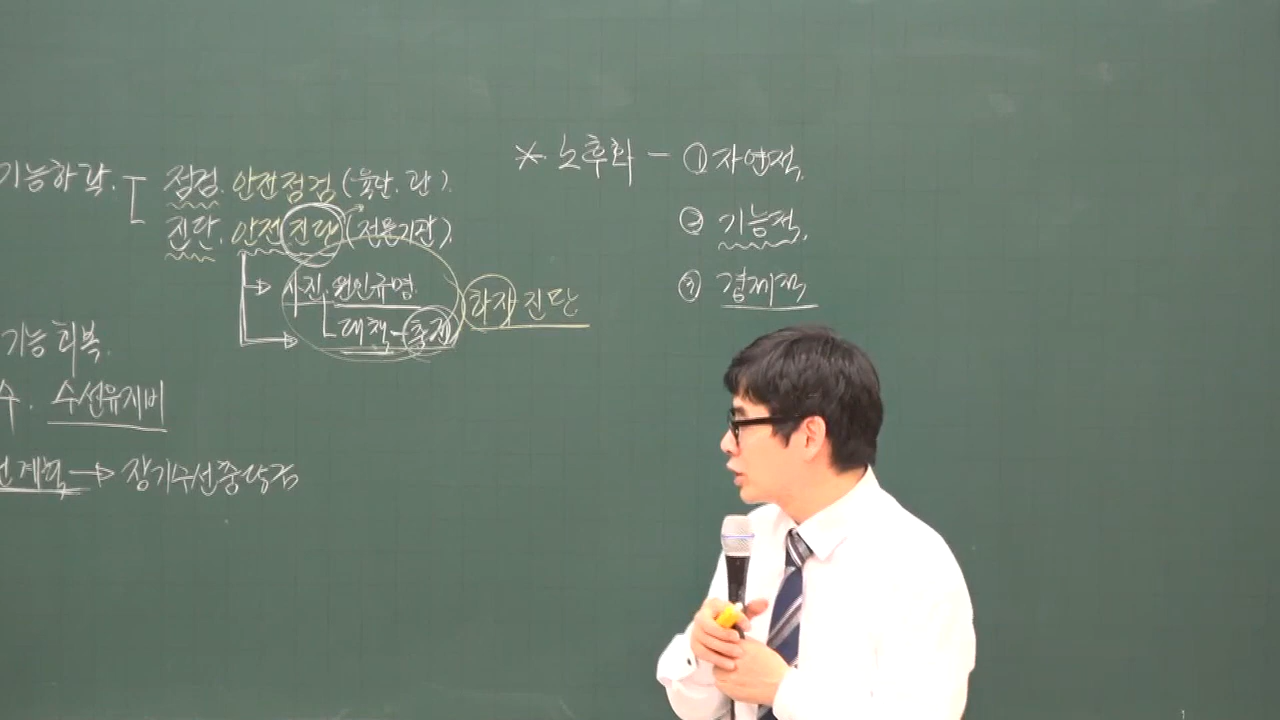 기능하락. 점검. 안전점검 (육안. 관).
진단. 안전진단 (전문기관).
사진. 원인규명
대책-
화자진단
기능회복.
수. 수선유지비
선계획 → 장기수선충당금
※. 노후화 - ① 자연적.
② 기능적.
③ 경제적